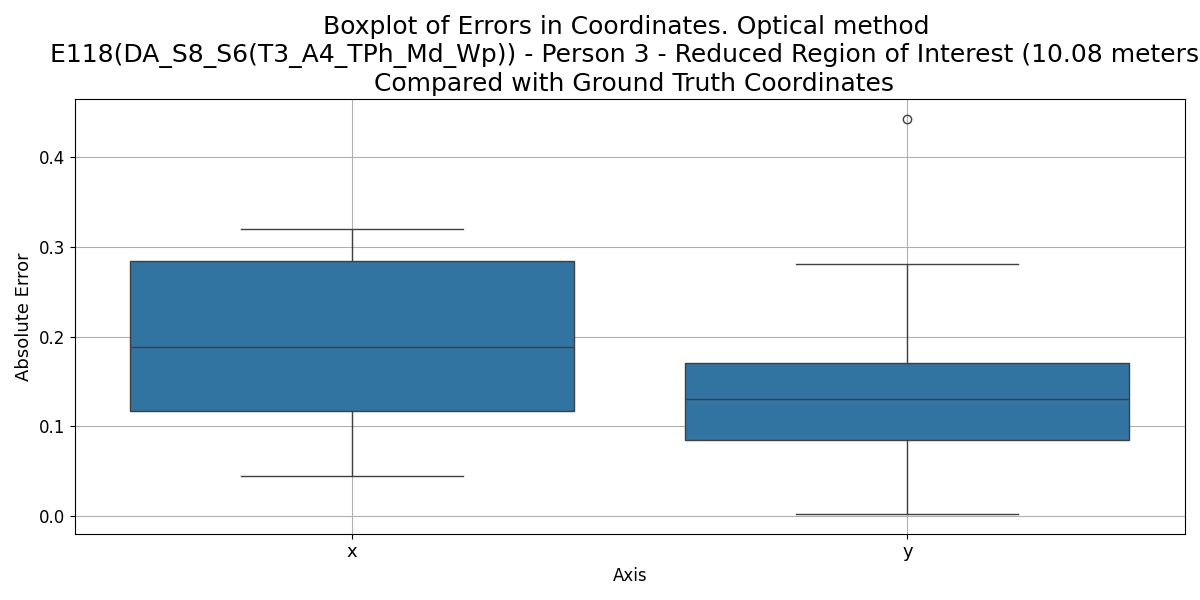 Boxplot of Errors in Coordinates. Optical method
E118(DA_S8_S6(T3_A4_TPh_Md_Wp)) - Person 3 - Reduced Region of Interest (10.08 meters
Compared with Ground Truth Coordinates
0.4
0.3
0.2
0.1
0.0
Absolute Error
x
y
Axis